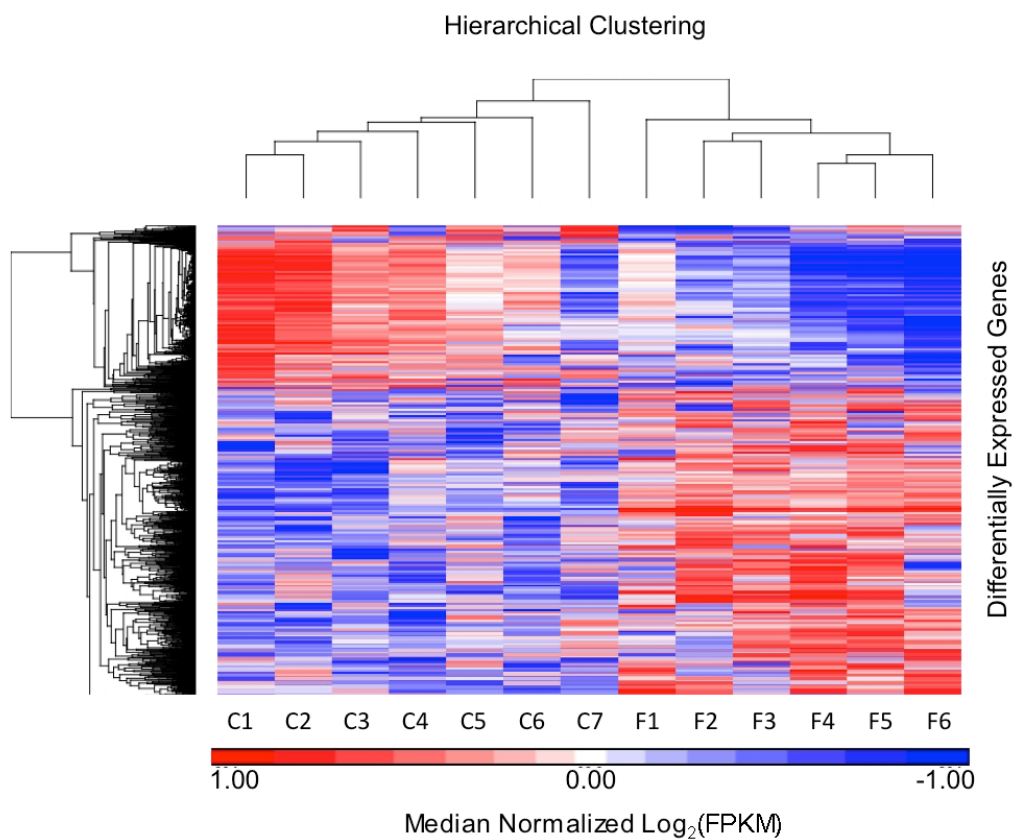 Hierarchical Clustering
Differentially Expressed Genes
C1 C2 C3 C4 C5 C6 C7 F1 F2 F3 F4 F5 F6
1.00 0.00 -1.00
Median Normalized Log₂(FPKM)